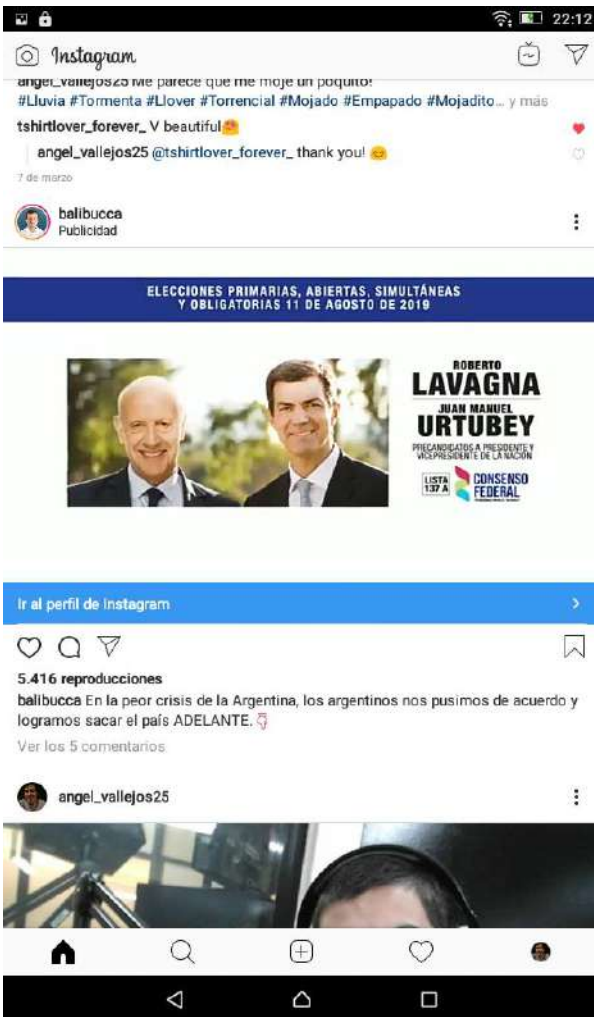 22:12
Instagram
angel_vallejos25 Me parece que me moje un poquito!
#Lluvia #Tormenta #Llover #Torrencial #Mojado #Empapado #Mojadito... y más
tshirtlover_forever_ V beautiful
angel_vallejos25 @tshirtlover_forever_ thank you!
7 de marzo
balibucca
Publicidad
ELECCIONES PRIMARIAS, ABIERTAS, SIMULTÁNEAS
Y OBLIGATORIAS 11 DE AGOSTO DE 2019
ROBERTO
LAVAGNA
JUAN MANUEL
URTUBEY
PRECANDIDATOS A PRESIDENTE Y
VICEPRESIDENTE DE LA NACIÓN
LISTA
137 A
CONSENSO
FEDERAL
Ir al perfil de Instagram
5.416 reproducciones
balibucca En la peor crisis de la Argentina, los argentinos nos pusimos de acuerdo y
logramos sacar el país ADELANTE.
Ver los 5 comentarios
angel_vallejos25